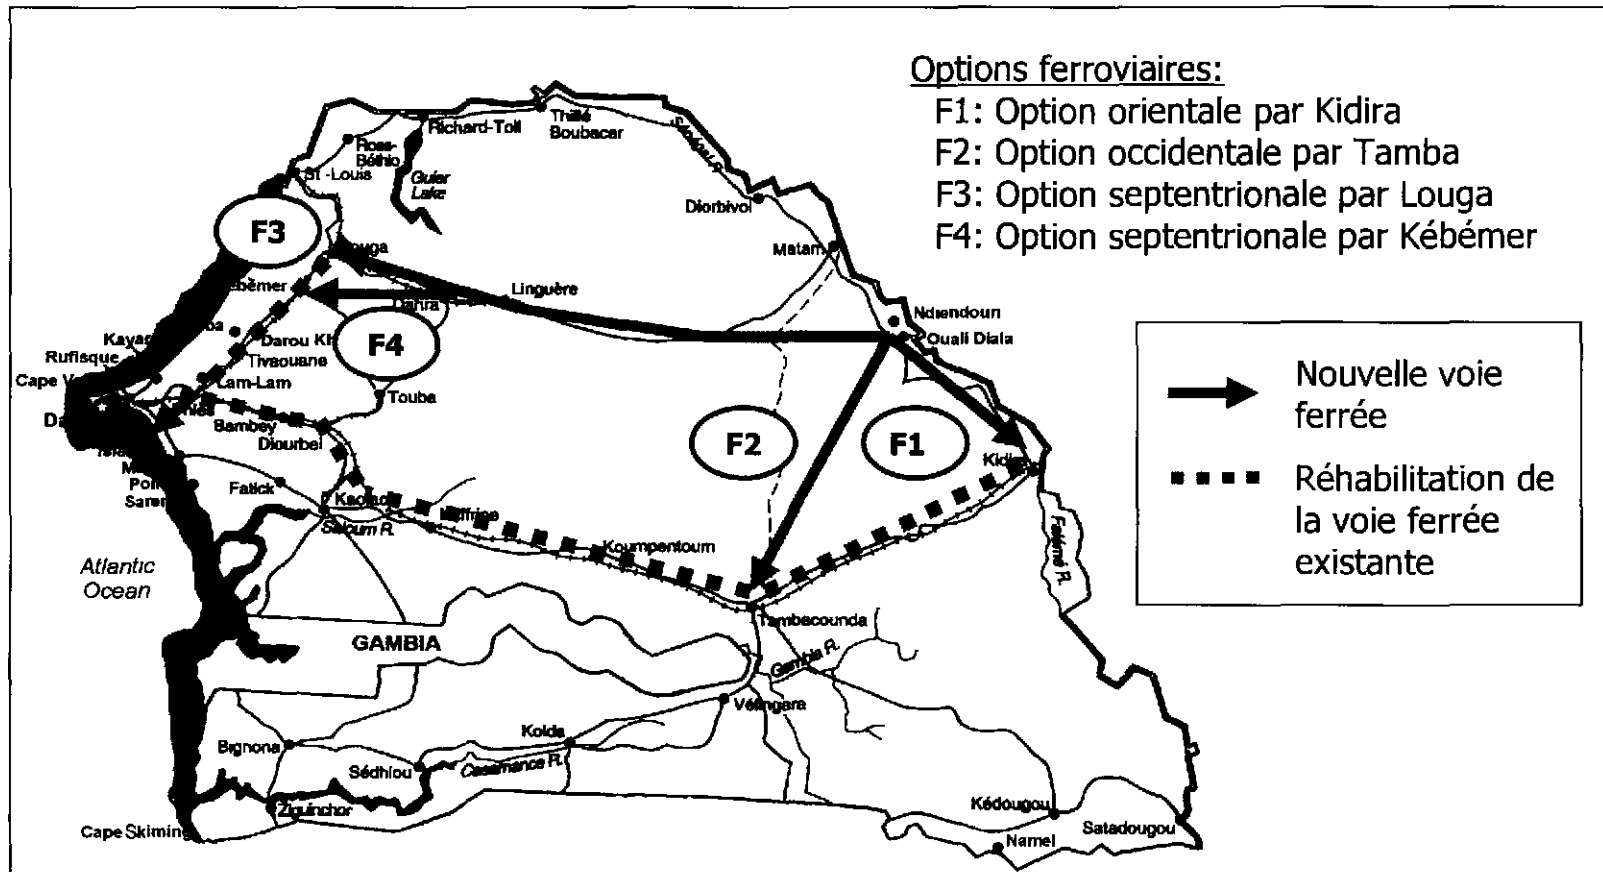 Options ferroviaires:
F1: Option orientale par Kidira
F2: Option occidentale par Tamba
F3: Option septentrionale par Louga
F4: Option septentrionale par Kébémer
Richard-Toll
Thillé
Boubacar
Ross-
Béthio
St -Louis
Guier
Lake
Sénégal R.
Diorbivol
Matam
F3
Linguère
Dahra
Ndiendoun
Ouali Diala
Darou
F4
Tivaouane
Rufisque
Lam-Lam
Touba
Bambey
Diourbel
F2
F1
Nouvelle voie
ferrée
Fatick
Saloum R.
Koumpentoum
Réhabilitation de
la voie ferrée
existante
Falémé R.
Atlantic
Ocean
Tambacounda
GAMBIA
Gambia R.
Vélingara
Kolda
Bignona
Sédhiou
Casamance R.
Ziguinchor
Cape Skiming
Kédougou
Satadougou
Namel